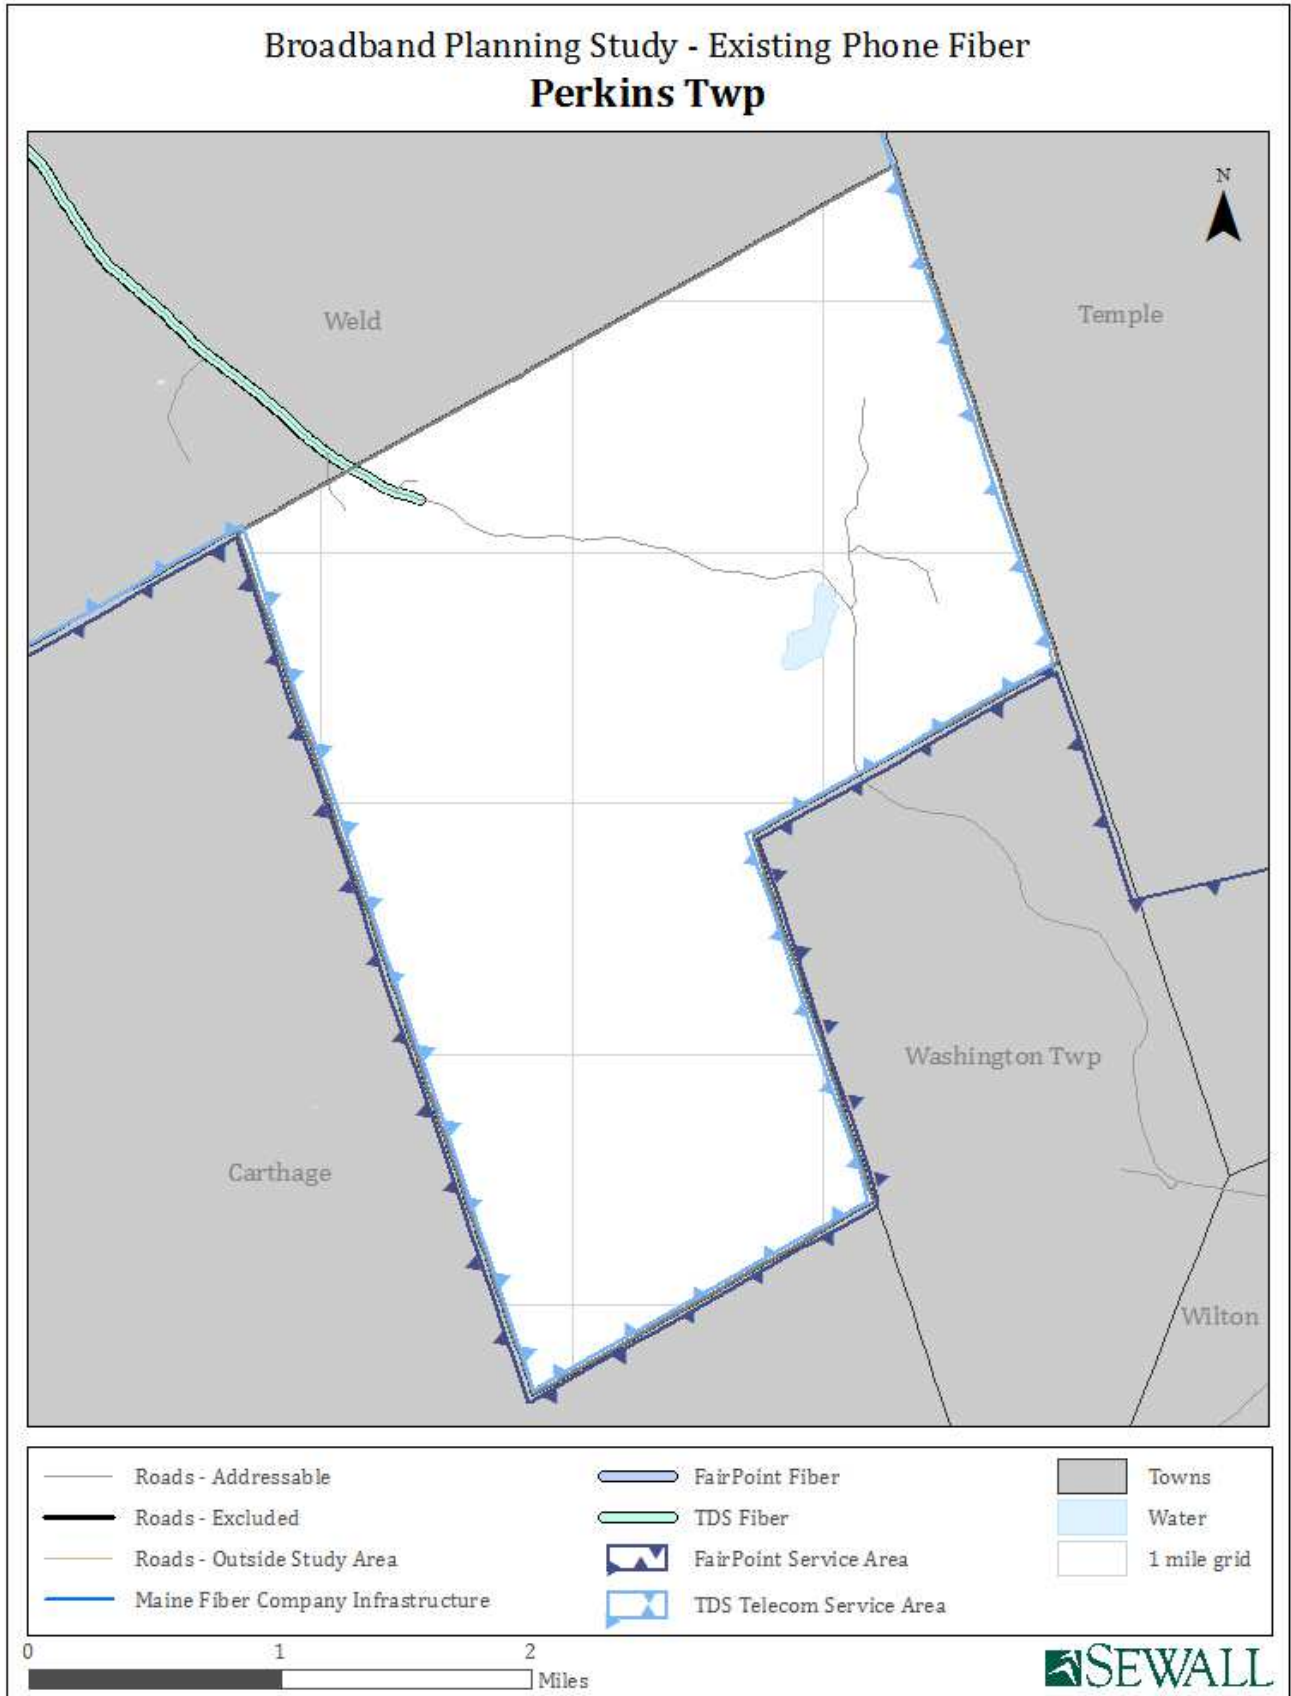 Broadband Planning Study - Existing Phone Fiber
Perkins Twp
N
Weld
Temple
Washington Twp
Carthage
Wilton
Roads - Addressable
Roads - Excluded
Roads - Outside Study Area
Maine Fiber Company Infrastructure
FairPoint Fiber
TDS Fiber
FairPoint Service Area
TDS Telecom Service Area
Towns
Water
1 mile grid
0 1 2
Miles
SEWALL